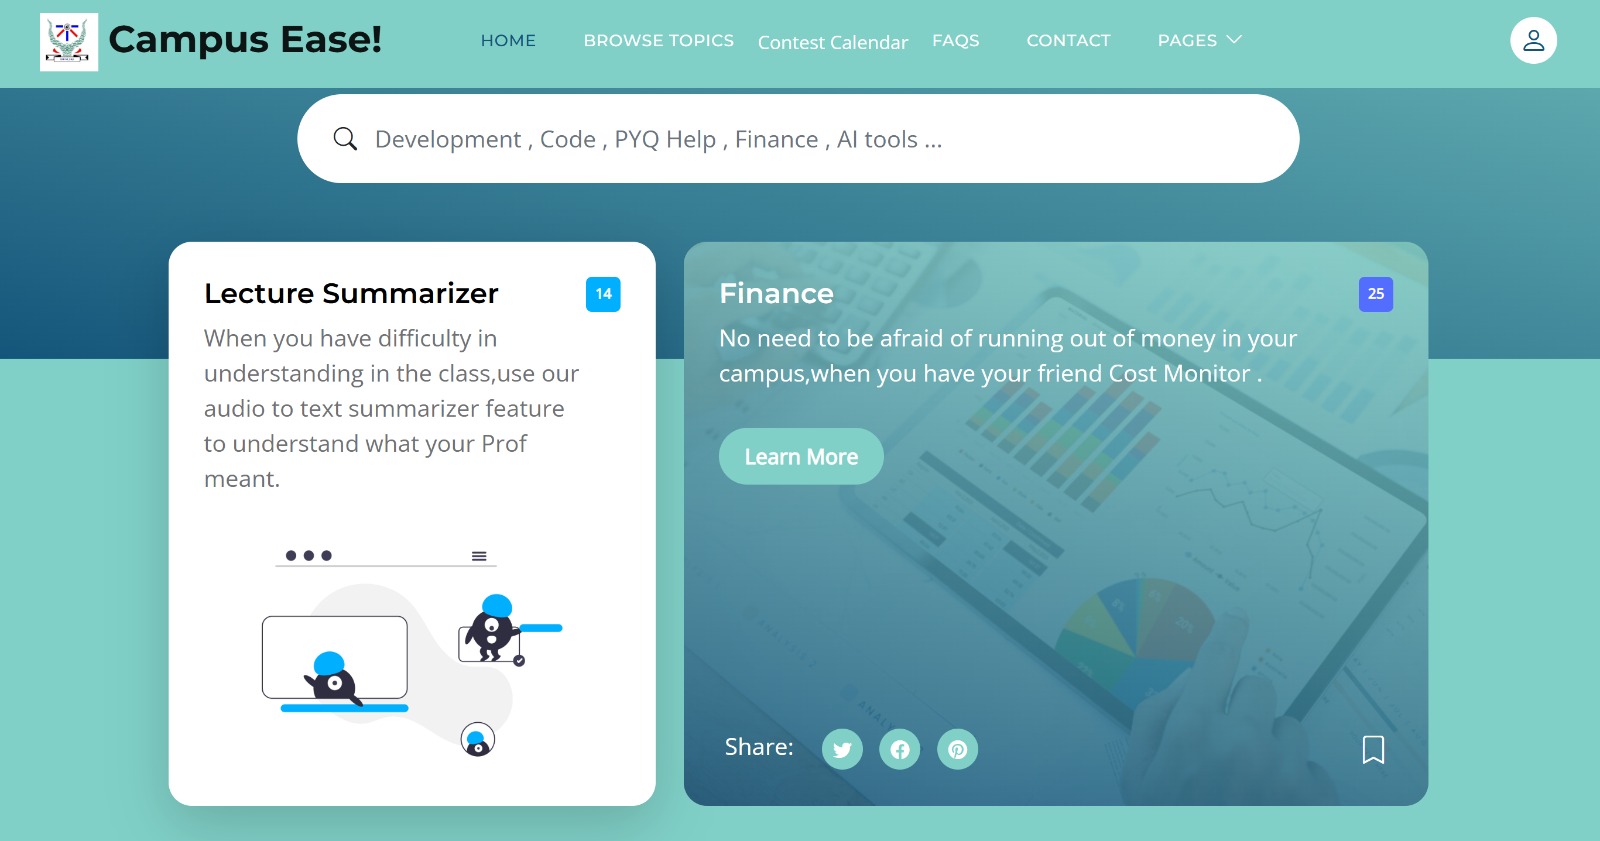 Campus Ease!
HOME
BROWSE TOPICS
Contest Calendar
FAQS
CONTACT
PAGES
Development , Code , PYQ Help , Finance , AI tools ...
Lecture Summarizer
14
When you have difficulty in
understanding in the class,use our
audio to text summarizer feature
to understand what your Prof
meant.
Finance
25
No need to be afraid of running out of money in your
campus,when you have your friend Cost Monitor .
Learn More
Share: